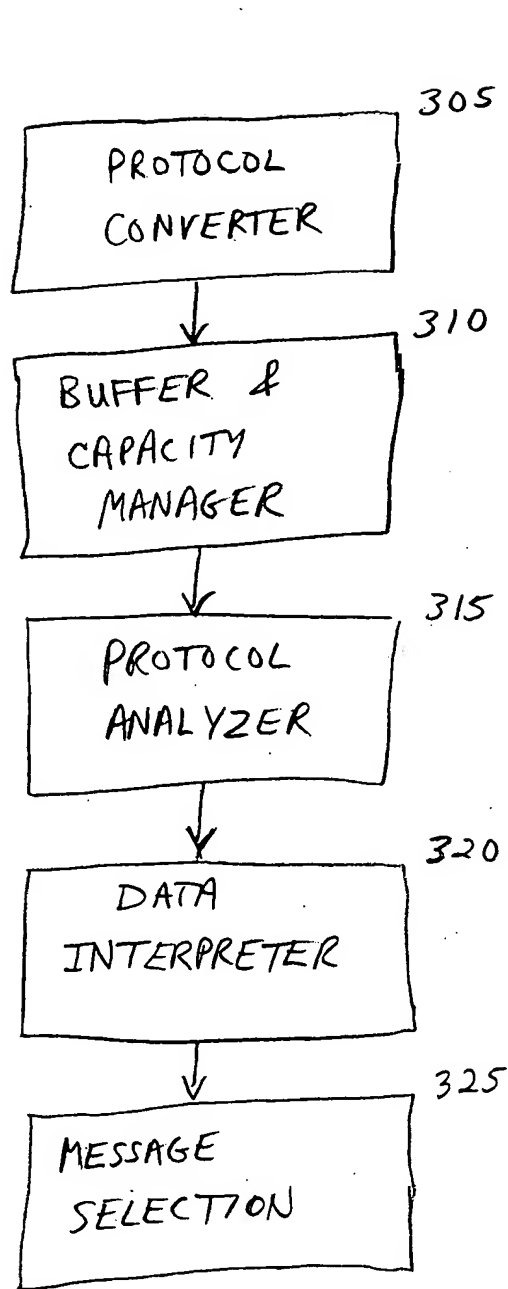 305
PROTOCOL
CONVERTER
310
BUFFER &
CAPACITY
MANAGER
315
PROTOCOL
ANALYZER
320
DATA
INTERPRETER
325
MESSAGE
SELECTION